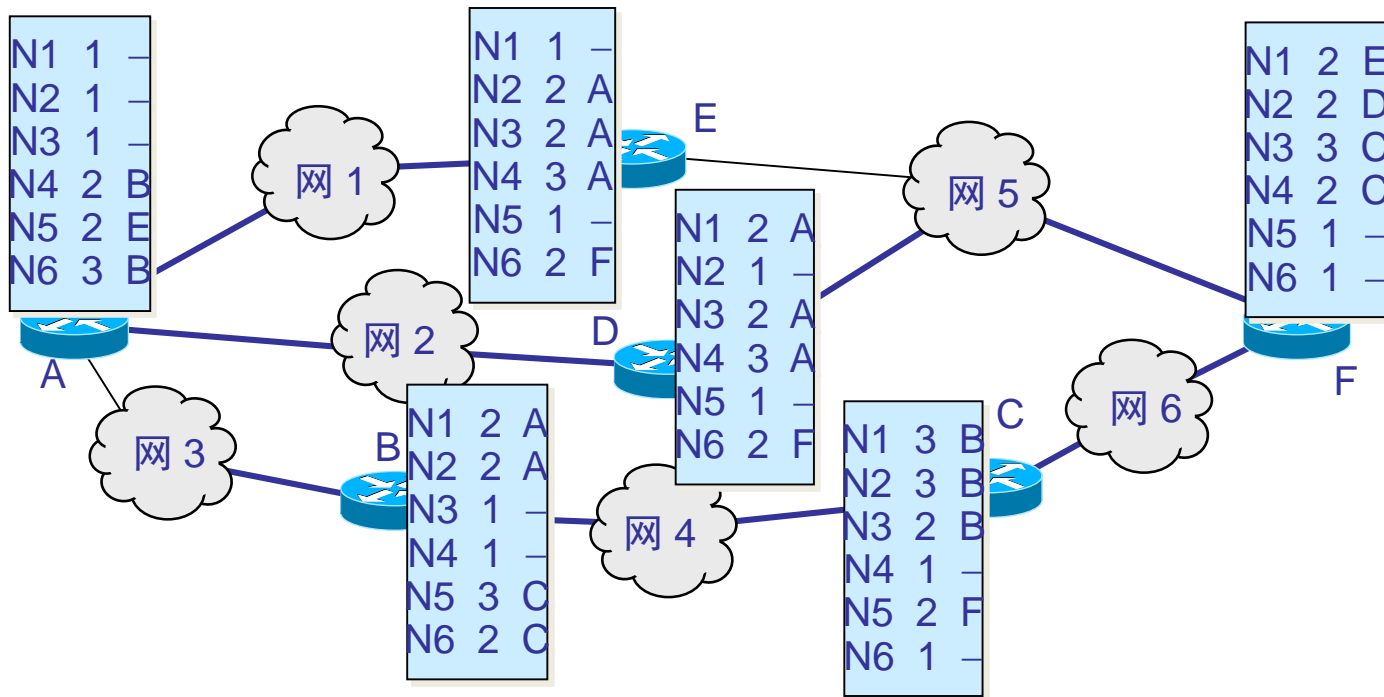 N1 1 –
N2 1 –
N3 1 –
N4 2 B
N5 2 E
N6 3 B
A
网 1
N1 1 –
N2 2 A
N3 2 A
N4 3 A
N5 1 –
N6 2 F
E
网 5
N1 2 E
N2 2 D
N3 3 C
N4 2 C
N5 1 –
N6 1 –
F
网 2
D
N1 2 A
N2 1 –
N3 2 A
N4 3 A
N5 1 –
N6 2 F
网 3
B
N1 2 A
N2 2 A
N3 1 –
N4 1 –
N5 3 C
N6 2 C
网 4
N1 3 B
N2 3 B
N3 2 B
N4 1 –
N5 2 F
N6 1 –
C
网 6